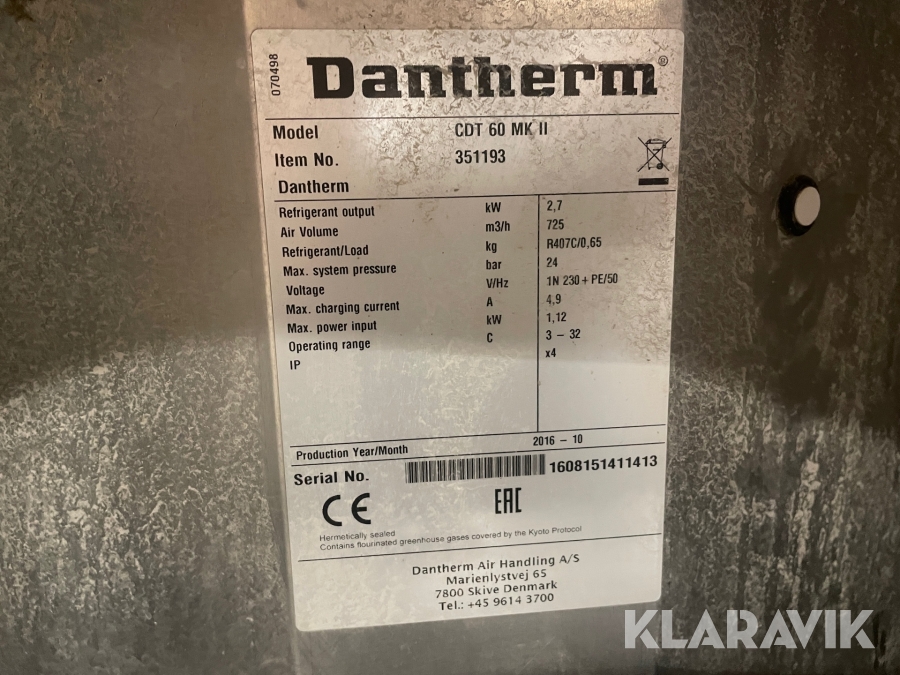 070498
Dantherm®
Model CDT 60 MK II
Item No. 351193
Dantherm
Refrigerant output kW 2,7
Air Volume m3/h 725
Refrigerant/Load kg R407C/0,65
Max. system pressure bar 24
Voltage V/Hz 1N 230 + PE/50
Max. charging current A 4,9
Max. power input kW 1,12
Operating range C 3 – 32
IP x4
Production Year/Month 2016 – 10
Serial No. 1608151411413
CE EAC
Hermetically sealed
Contains flourinated greenhouse gases covered by the Kyoto Protocol
Dantherm Air Handling A/S
Marienlystvej 65
7800 Skive Denmark
Tel.: +45 9614 3700
KLARAVIK